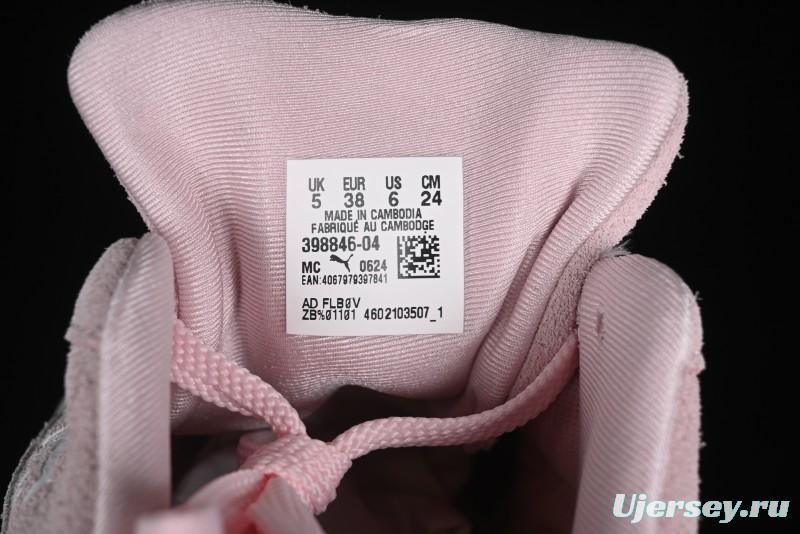 UK EUR US CM
5 38 6 24
MADE IN CAMBODIA
FABRIQUÉ AU CAMBODGE
398846-04
MC 0624
EAN:4067979397841
AD FLB0V
ZB%01101 4602103507_1
Ujersey.ru